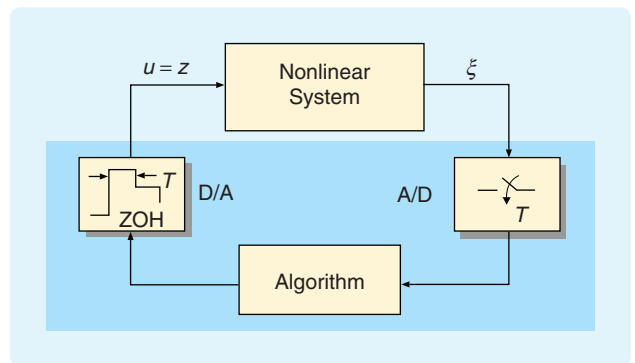 u = z
Nonlinear
System
ξ
T
ZOH
D/A
A/D
T
Algorithm